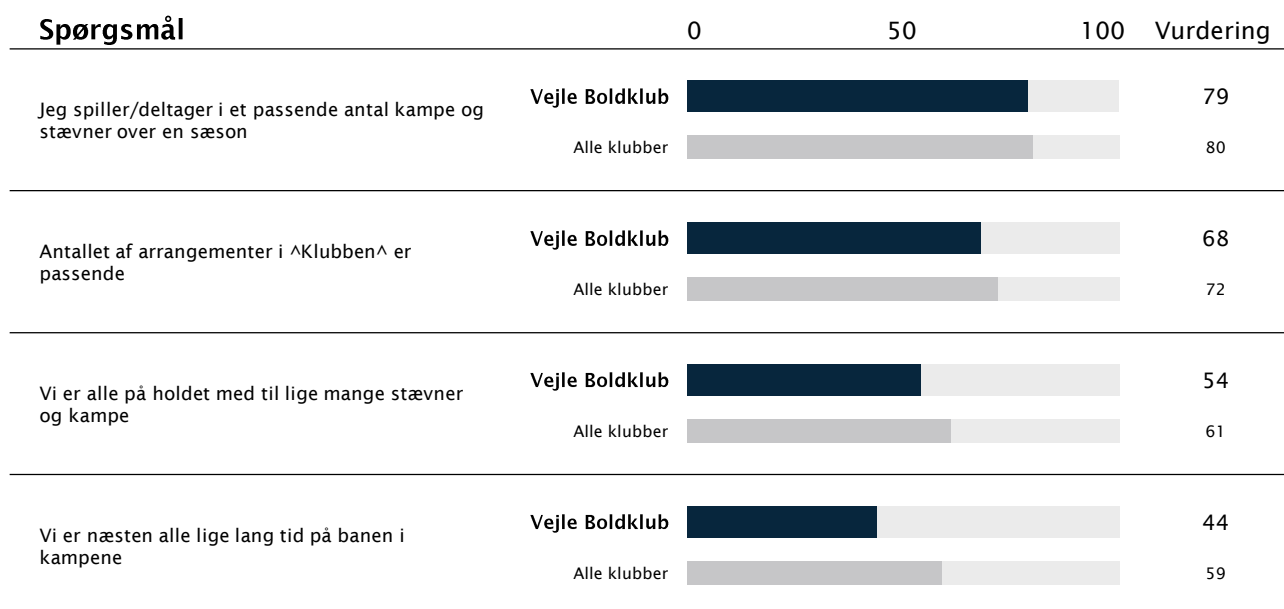 Spørgsmål 0 50 100 Vurdering
Vejle Boldklub 79
Jeg spiller/deltager i et passende antal kampe og
stævner over en sæson
Alle klubber 80
Vejle Boldklub 68
Antallet af arrangementer i ^Klubben^ er
passende
Alle klubber 72
Vejle Boldklub 54
Vi er alle på holdet med til lige mange stævner
og kampe
Alle klubber 61
Vejle Boldklub 44
Vi er næsten alle lige lang tid på banen i
kampene
Alle klubber 59